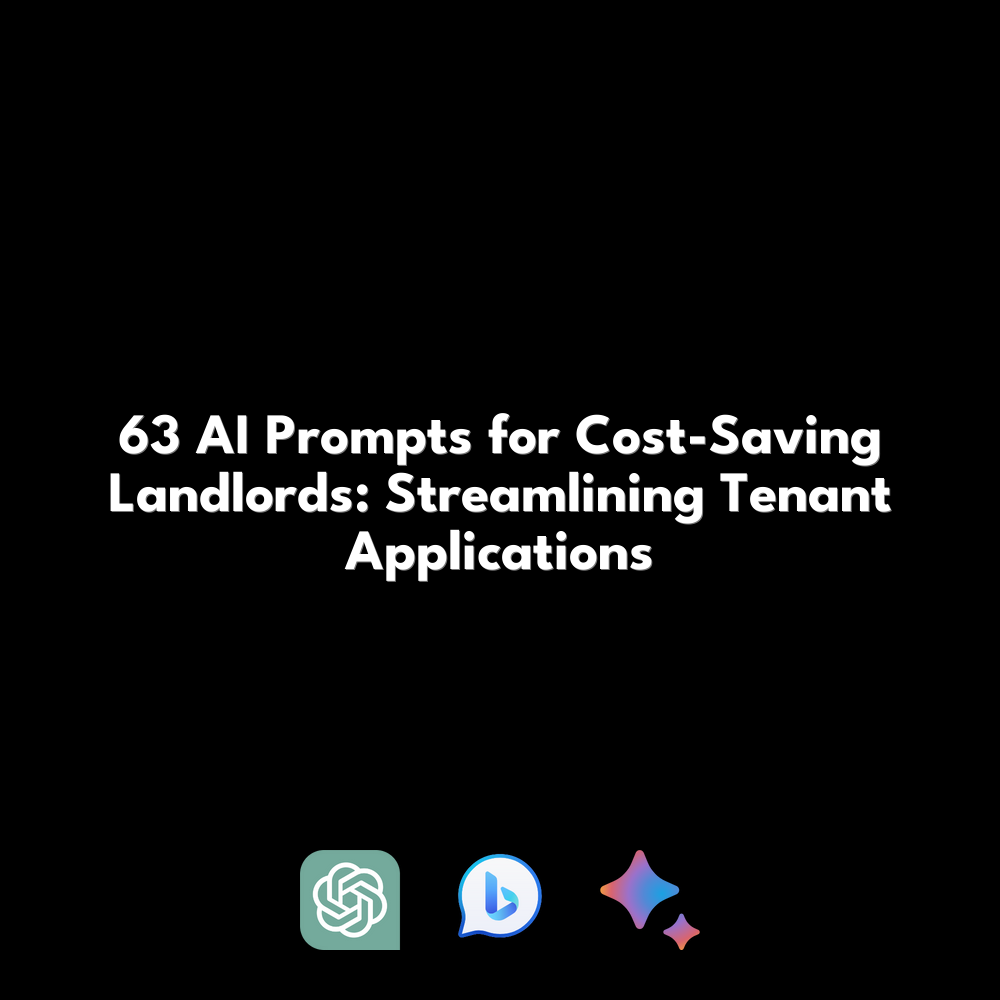 63 AI Prompts for Cost-Saving
Landlords: Streamlining Tenant
Applications